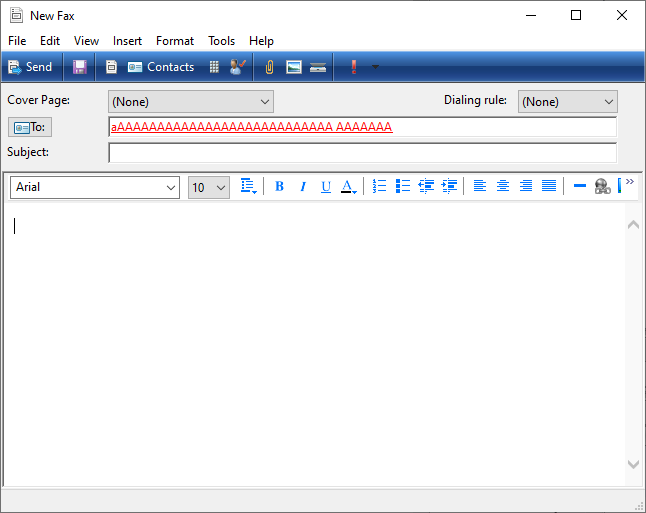 New Fax
File Edit View Insert Format Tools Help
Send Contacts
Cover Page: (None) Dialing rule: (None)
To: aAAAAAAAAAAAAAAAAAAAAAAAAAAA AAAAAAA
Subject:
Arial 10 B I U A